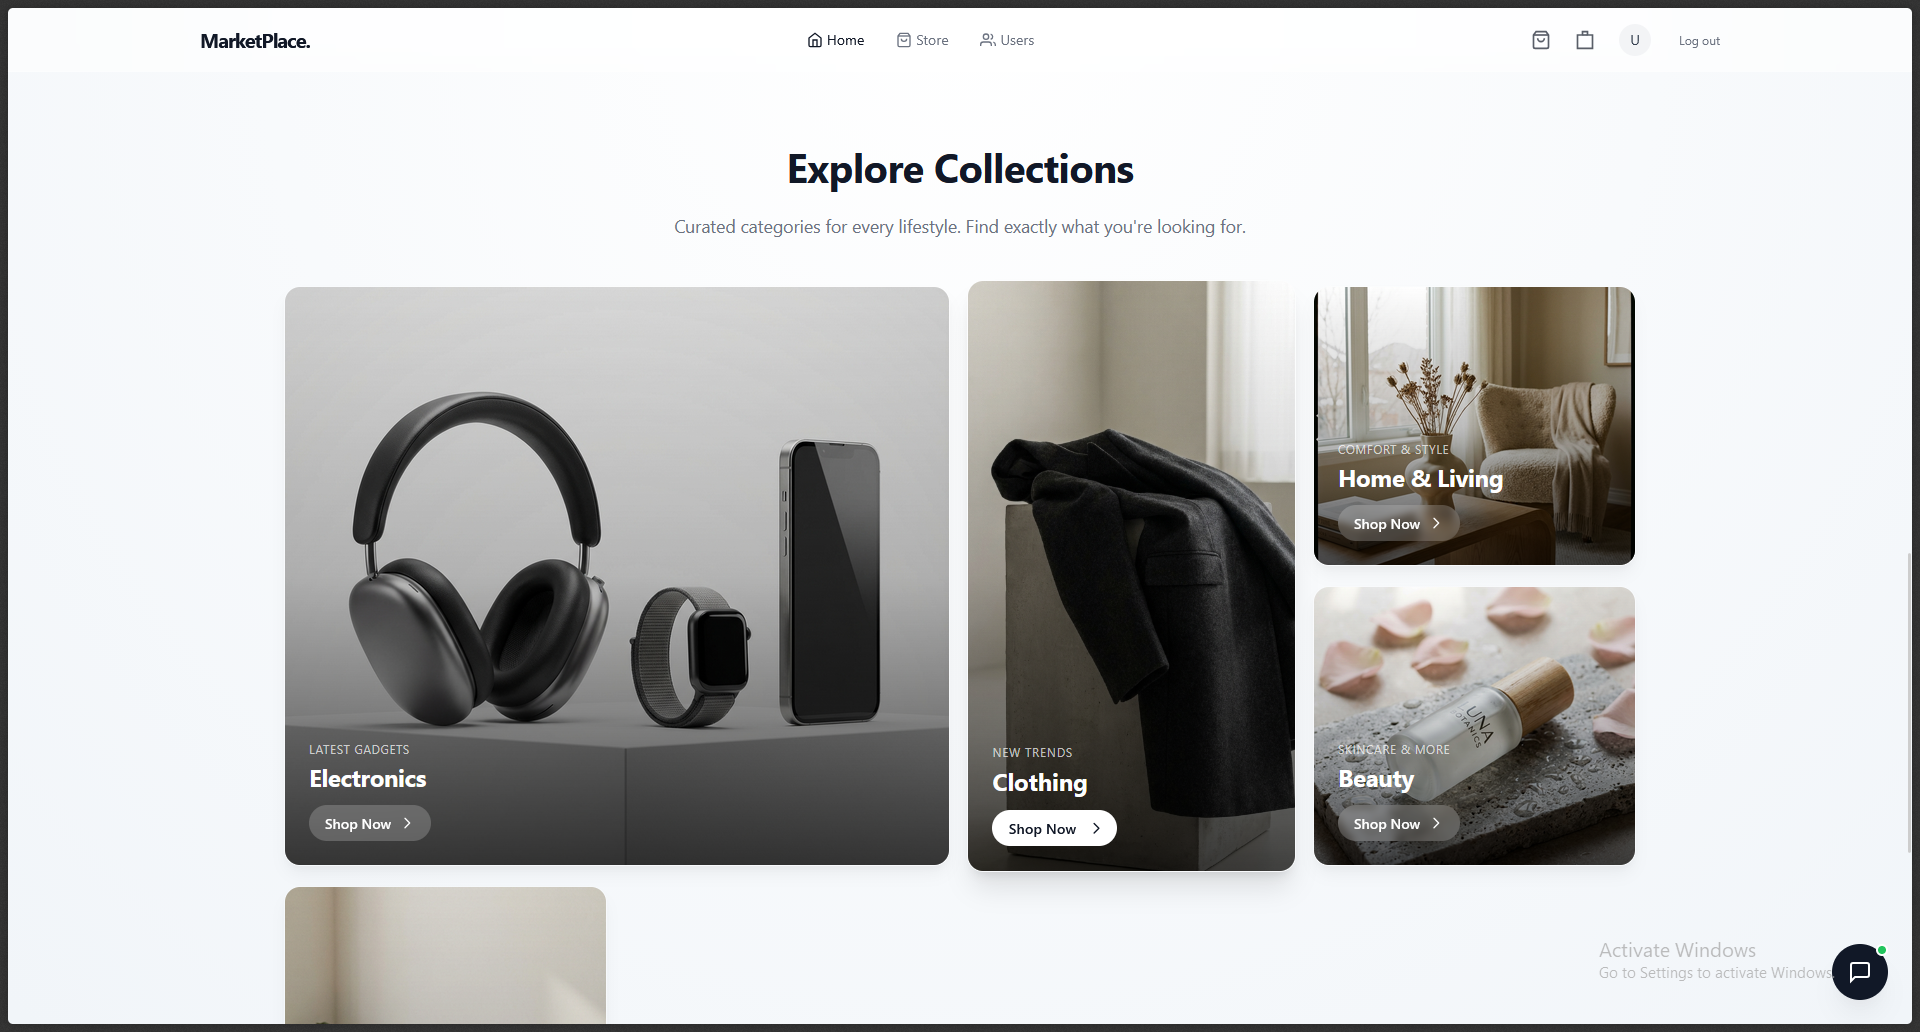 MarketPlace.
Home
Store
Users
U
Log out
Explore Collections
Curated categories for every lifestyle. Find exactly what you're looking for.
LATEST GADGETS
Electronics
Shop Now
NEW TRENDS
Clothing
Shop Now
COMFORT & STYLE
Home & Living
Shop Now
UNA
OTANICS
SKINCARE & MORE
Beauty
Shop Now
Activate Windows
Go to Settings to activate Windows.